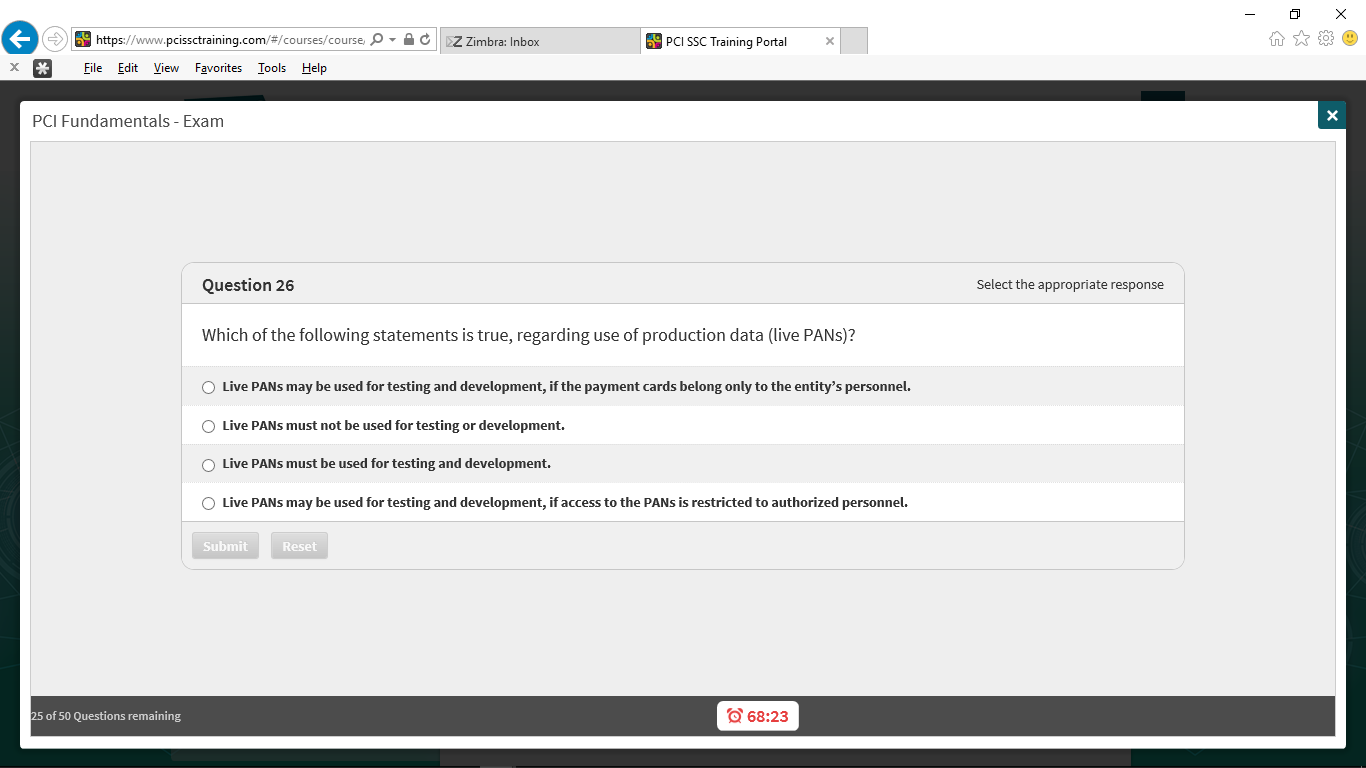 https://www.pcissctraining.com/#/courses/course,
Zimbra: Inbox
PCI SSC Training Portal
File Edit View Favorites Tools Help
PCI Fundamentals - Exam
Question 26
Select the appropriate response
Which of the following statements is true, regarding use of production data (live PANs)?
Live PANs may be used for testing and development, if the payment cards belong only to the entity’s personnel.
Live PANs must not be used for testing or development.
Live PANs must be used for testing and development.
Live PANs may be used for testing and development, if access to the PANs is restricted to authorized personnel.
Submit Reset
25 of 50 Questions remaining
68:23